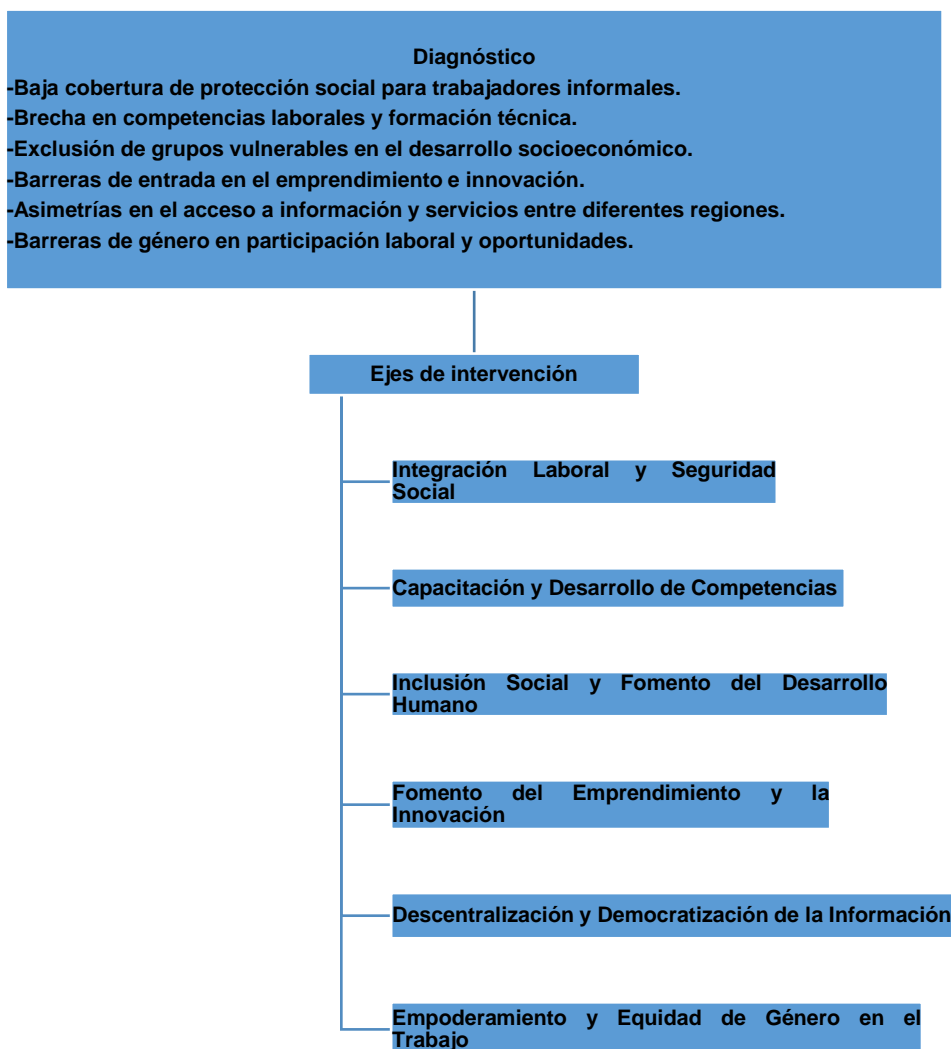 Diagnóstico
-Baja cobertura de protección social para trabajadores informales.
-Brecha en competencias laborales y formación técnica.
-Exclusión de grupos vulnerables en el desarrollo socioeconómico.
-Barreras de entrada en el emprendimiento e innovación.
-Asimetrías en el acceso a información y servicios entre diferentes regiones.
-Barreras de género en participación laboral y oportunidades.
Ejes de intervención
Integración Laboral y Seguridad
Social
Capacitación y Desarrollo de Competencias
Inclusión Social y Fomento del Desarrollo
Humano
Fomento del Emprendimiento y la
Innovación
Descentralización y Democratización de la Información
Empoderamiento y Equidad de Género en el
Trabajo